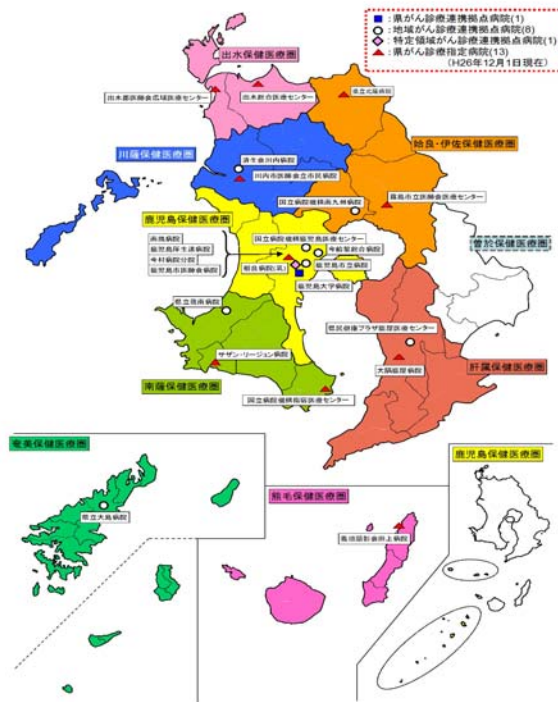 :県がん診療連携拠点病院(1)
:地域がん診療連携拠点病院(8)
:特定領域がん診療連携拠点病院(1)
:県がん診療指定病院(13)
(H26年12月1日現在)
出水保健医療圏
出水郡医師会広域医療センター
出水総合医療センター
県立北薩病院
川薩保健医療圏
済生会川内病院
川内市医師会立市民病院
姶良・伊佐保健医療圏
国立病院機構南九州病院
霧島市立医師会医療センター
鹿児島保健医療圏
南風病院
鹿児島厚生連病院
今村病院分院
鹿児島市医師会病院
国立病院機構鹿児島医療センター
今給黎総合病院
相良病院(乳)
鹿児島市立病院
鹿児島大学病院
曽於保健医療圏
県立薩南病院
県民健康プラザ鹿屋医療センター
サザン・リージョン病院
大隅鹿屋病院
南薩保健医療圏
国立病院機構指宿医療センター
肝属保健医療圏
奄美保健医療圏
県立大島病院
熊毛保健医療圏
鹿児島保健医療圏